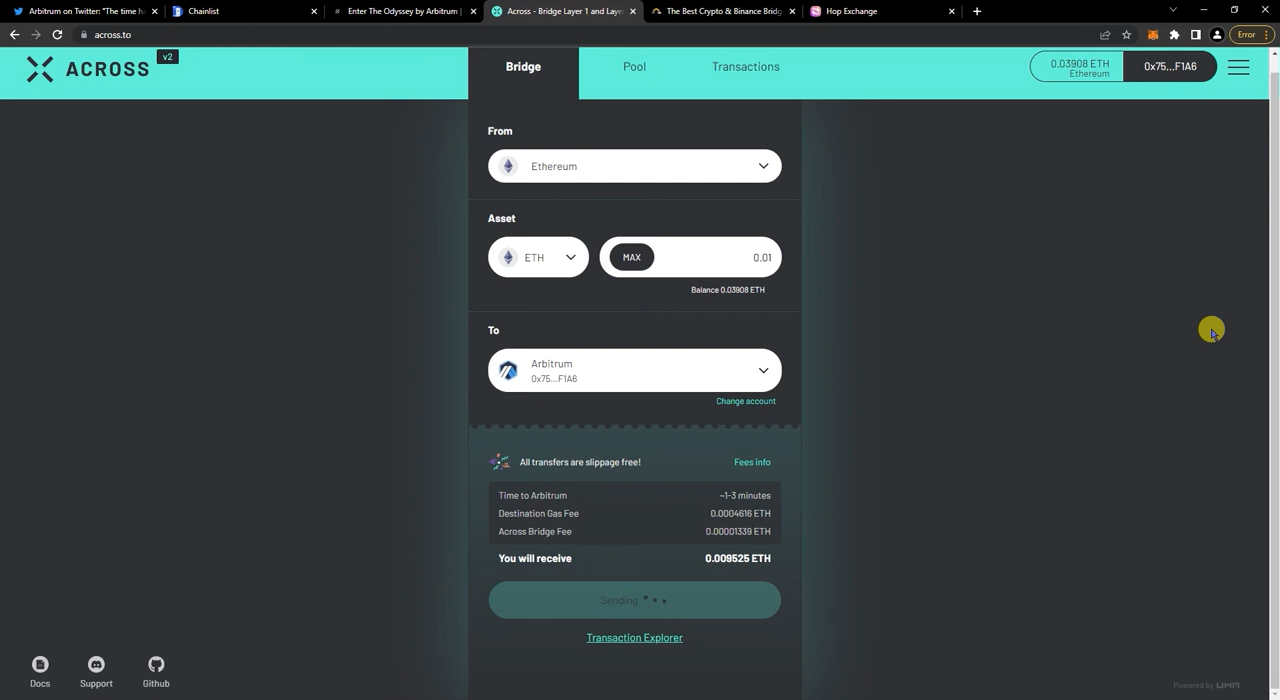 Arbitrum on Twitter: "The time ha
Chainlist
Enter The Odyssey by Arbitrum |
Across - Bridge Layer 1 and Laye
The Best Crypto & Binance Bridg
Hop Exchange
across.to
Error
ACROSS
v2
Bridge
Pool
Transactions
0.03908 ETH
Ethereum
0x75...F1A6
From
Ethereum
Asset
ETH
MAX
0.01
Balance 0.03908 ETH
To
Arbitrum
0x75...F1A6
Change account
All transfers are slippage free!
Fees info
Time to Arbitrum
~1-3 minutes
Destination Gas Fee
0.0004616 ETH
Across Bridge Fee
0.00001339 ETH
You will receive
0.009525 ETH
Sending
Transaction Explorer
Docs
Support
Github
Powered by UMA